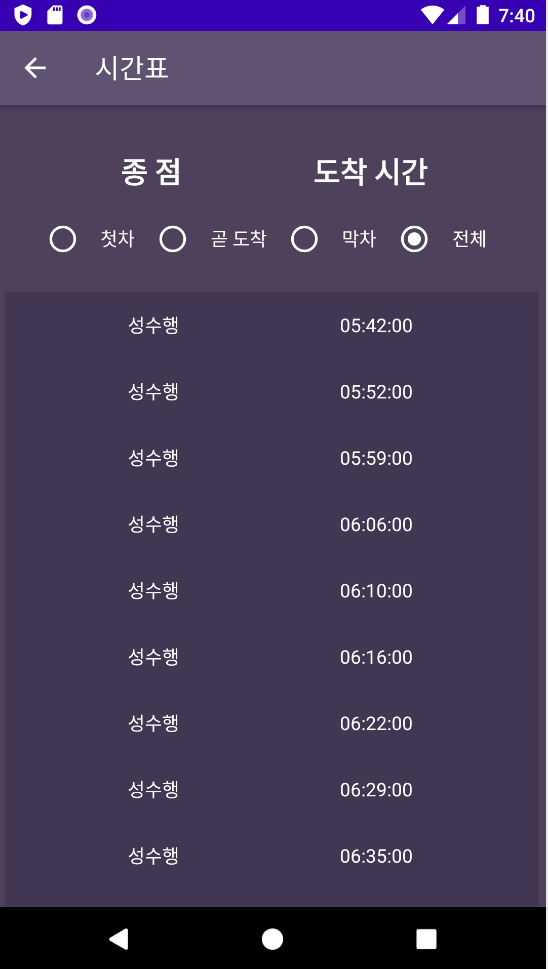 7:40
시간표
종 점 도착 시간
첫차 곧 도착 막차 전체
성수행 05:42:00
성수행 05:52:00
성수행 05:59:00
성수행 06:06:00
성수행 06:10:00
성수행 06:16:00
성수행 06:22:00
성수행 06:29:00
성수행 06:35:00